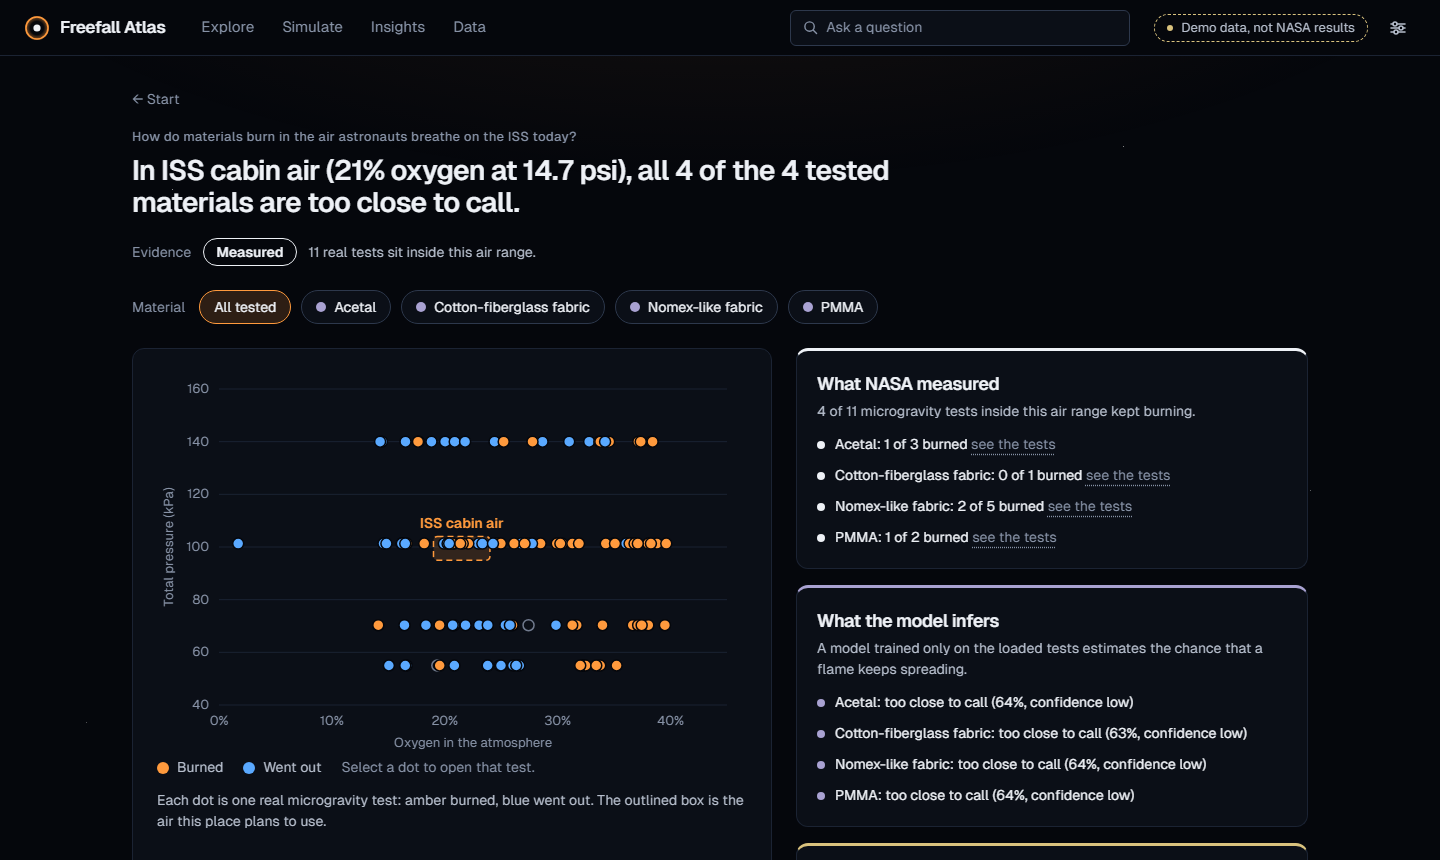 Freefall Atlas
Explore
Simulate
Insights
Data
Ask a question
Demo data, not NASA results
← Start
How do materials burn in the air astronauts breathe on the ISS today?
In ISS cabin air (21% oxygen at 14.7 psi), all 4 of the 4 tested
materials are too close to call.
Evidence
Measured
11 real tests sit inside this air range.
Material
All tested
Acetal
Cotton-fiberglass fabric
Nomex-like fabric
PMMA
160
140
120
100
80
60
40
Total pressure (kPa)
ISS cabin air
0%
10%
20%
30%
40%
Oxygen in the atmosphere
Burned
Went out
Select a dot to open that test.
Each dot is one real microgravity test: amber burned, blue went out. The outlined box is the
air this place plans to use.
What NASA measured
4 of 11 microgravity tests inside this air range kept burning.
Acetal: 1 of 3 burned see the tests
Cotton-fiberglass fabric: 0 of 1 burned see the tests
Nomex-like fabric: 2 of 5 burned see the tests
PMMA: 1 of 2 burned see the tests
What the model infers
A model trained only on the loaded tests estimates the chance that a
flame keeps spreading.
Acetal: too close to call (64%, confidence low)
Cotton-fiberglass fabric: too close to call (63%, confidence low)
Nomex-like fabric: too close to call (64%, confidence low)
PMMA: too close to call (64%, confidence low)